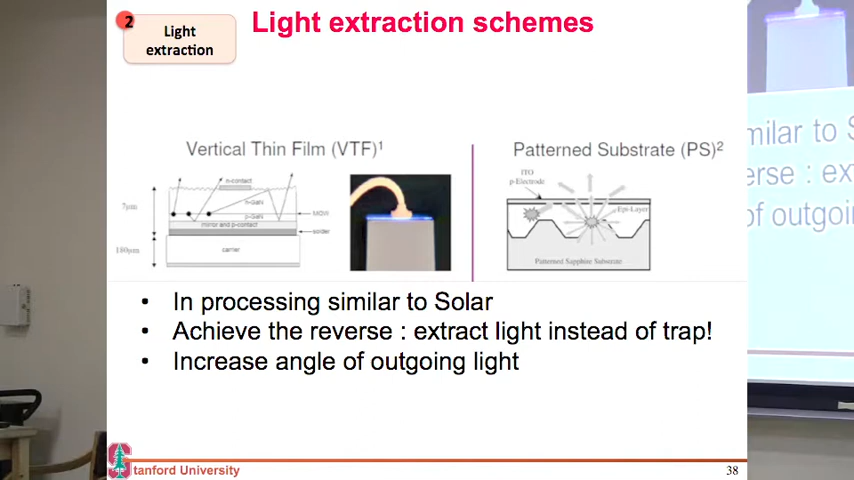 2
Light
extraction
Light extraction schemes
Vertical Thin Film (VTF)1
Patterned Substrate (PS)2
n-contact
n-GaN
p-GaN
MQW
mirror and p-contact
solder
carrier
7μm
180μm
ITO
p-Electrode
Epi-Layer
Patterned Sapphire Substrate
• In processing similar to Solar
• Achieve the reverse : extract light instead of trap!
• Increase angle of outgoing light
Stanford University
38
milar to S
erse : ex
of outgoi